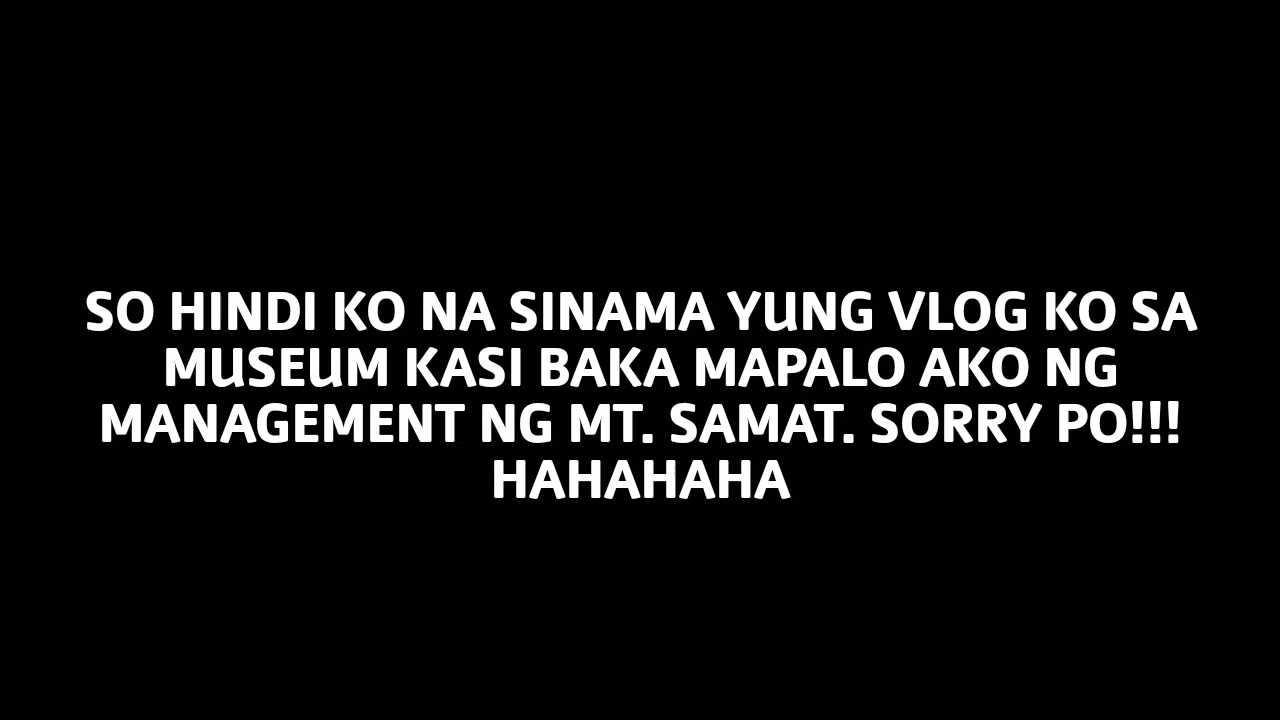 SO HINDI KO NA SINAMA YUNG VLOG KO SA
MUSEUM KASI BAKA MAPALO AKO NG
MANAGEMENT NG MT. SAMAT. SORRY PO!!!
HAHAHAHA